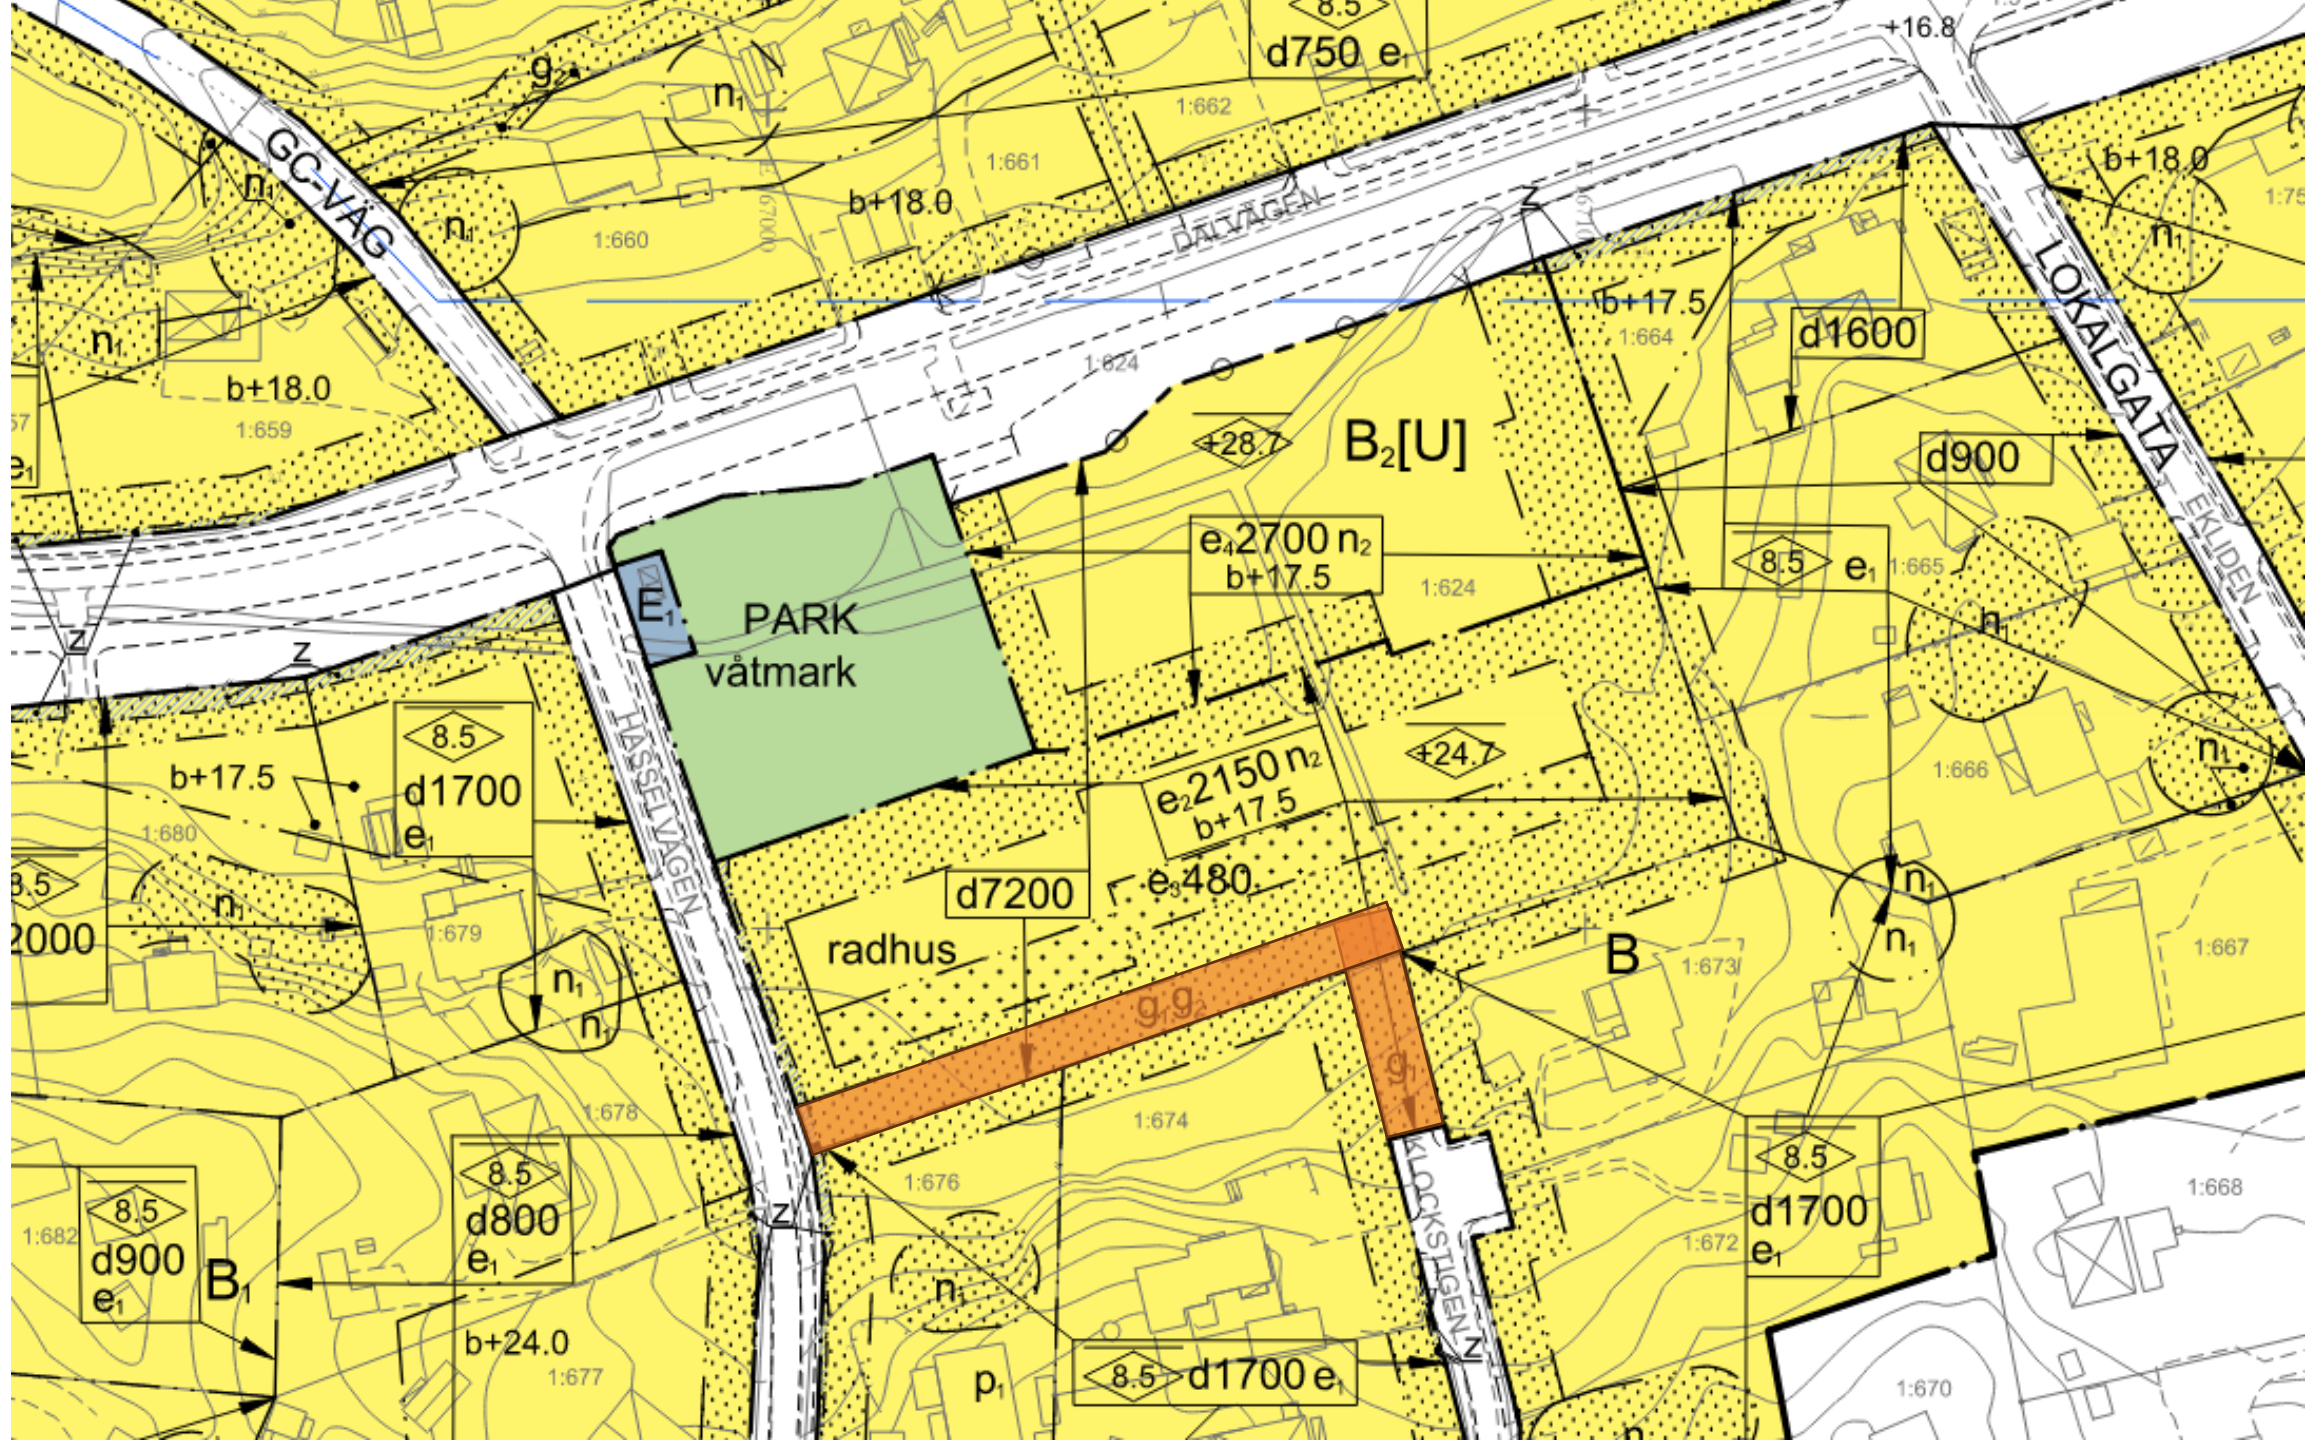 8.5
d750 e₁
+16.8
g₂
n₁
1:662
GC-VÄG
1:661
n₁
n₁
b+18.0
b+18.0
n₁
1:660
DALVÄGEN
Z
LOKALGATA
b+17.5
1:664
d1600
n₁
b+18.0
1:659
1:624
+28.7
B₂[U]
d900
EKLIDEN
e₄2700 n₂
b+17.5
1:624
8.5
e₁
1:665
n₁
E₁
PARK
våtmark
z
z
HASSELVÄGEN
8.5
d1700
e₁
b+17.5
1:680
e₂2150 n₂
b+17.5
+24.7
1:666
n₁
8.5
2000
n₁
1:679
d7200
e₃480
radhus
B
1:673
n₁
n₁
1:667
n₁
n₁
g₁g₂
g₁
1:678
1:674
1:676
KLOCKSTIGEN
8.5
d1700
e₁
1:668
1:672
8.5
d800
e₁
z
1:682
8.5
d900
e₁
B₁
n₁
b+24.0
1:677
p₁
8.5
d1700 e₁
z
1:670